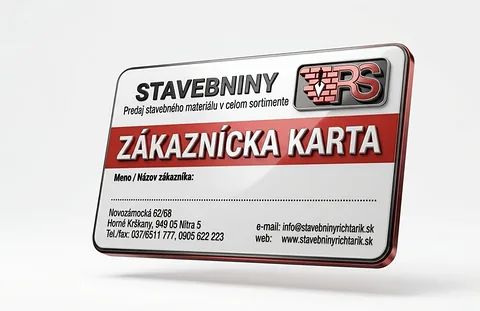 STAVEBNINY
RS
Predaj stavebného materiálu v celom sortimente
ZÁKAZNÍCKA KARTA
Meno / Názov zákazníka:
Novozámocká 62/68
Horné Krškany, 949 05 Nitra 5
Tel./fax: 037/6511 777, 0905 622 223
e-mail: info@stavebninyrichtarik.sk
web: www.stavebninyrichtarik.sk